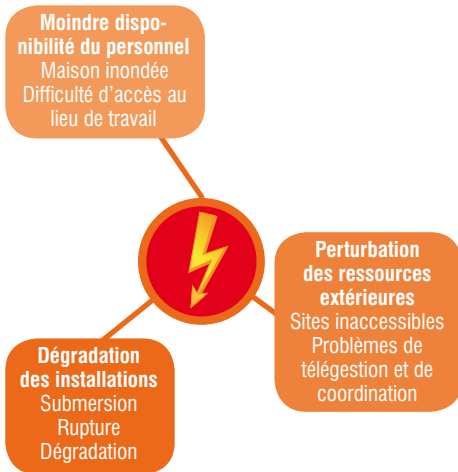 Moindre dispo-
nibilité du personnel
Maison inondée
Difficulté d'accès au
lieu de travail
Perturbation
des ressources
extérieures
Sites inaccessibles
Problèmes de
télégestion et de
coordination
Dégradation
des installations
Submersion
Rupture
Dégradation